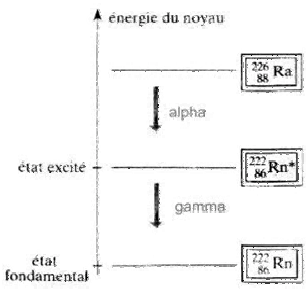 énergie du noyau
226
88 Ra
alpha
état excité
222
86 Rn*
gamma
état
fondamental
222
86 Rn